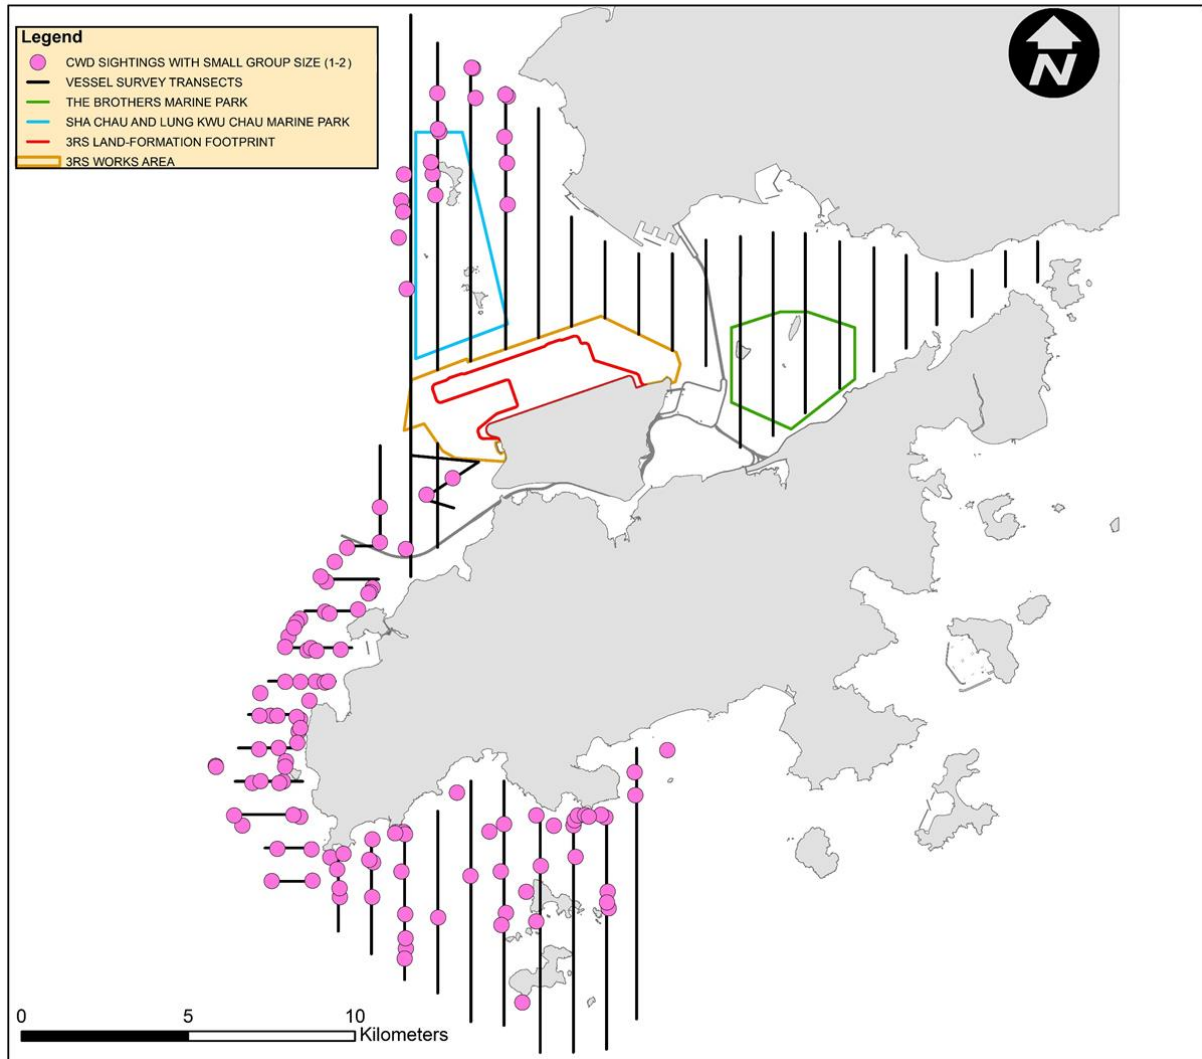 Legend
CWD SIGHTINGS WITH SMALL GROUP SIZE (1-2)
VESSEL SURVEY TRANSECTS
THE BROTHERS MARINE PARK
SHA CHAU AND LUNG KWU CHAU MARINE PARK
3RS LAND-FORMATION FOOTPRINT
3RS WORKS AREA
N
0 5 10
Kilometers